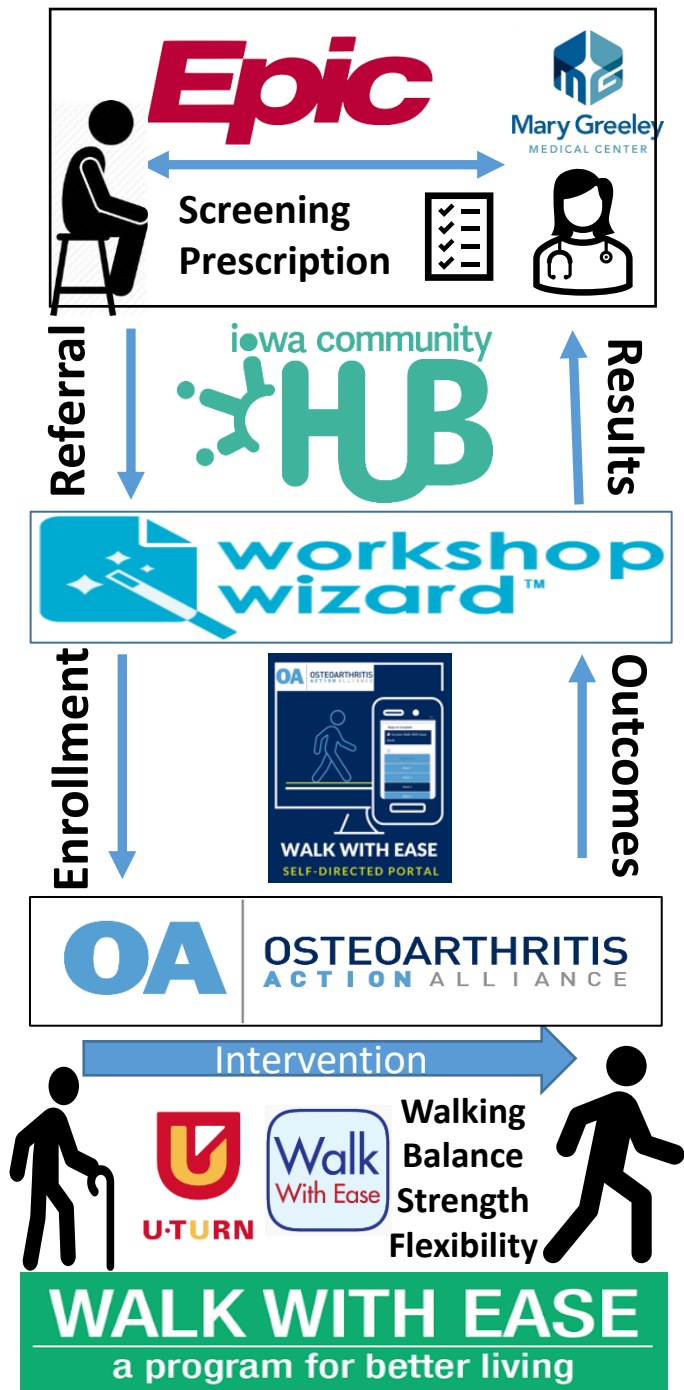 Epic
MG
Mary Greeley
MEDICAL CENTER
Screening
Prescription
Referral
iowa community
HUB
Results
workshop
wizard™
Enrollment
OA OSTEOARTHRITIS
ACTION ALLIANCE
WALK WITH EASE
SELF-DIRECTED PORTAL
Outcomes
OA OSTEOARTHRITIS
ACTION ALLIANCE
Intervention
U
U·TURN
Walk
With Ease
Walking
Balance
Strength
Flexibility
WALK WITH EASE
a program for better living